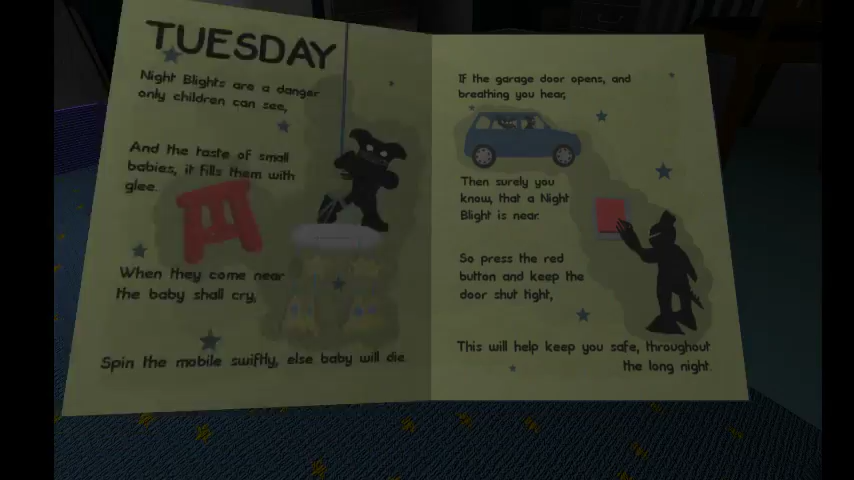 TUESDAY
Night Blights are a danger
only children can see,
And the taste of small
babies, it fills them with
glee.
When they come near
the baby shall cry,
Spin the mobile swiftly, else baby will die.
If the garage door opens, and
breathing you hear,
Then surely you
know, that a Night
Blight is near.
So press the red
button and keep the
door shut tight,
This will help keep you safe, throughout
the long night.